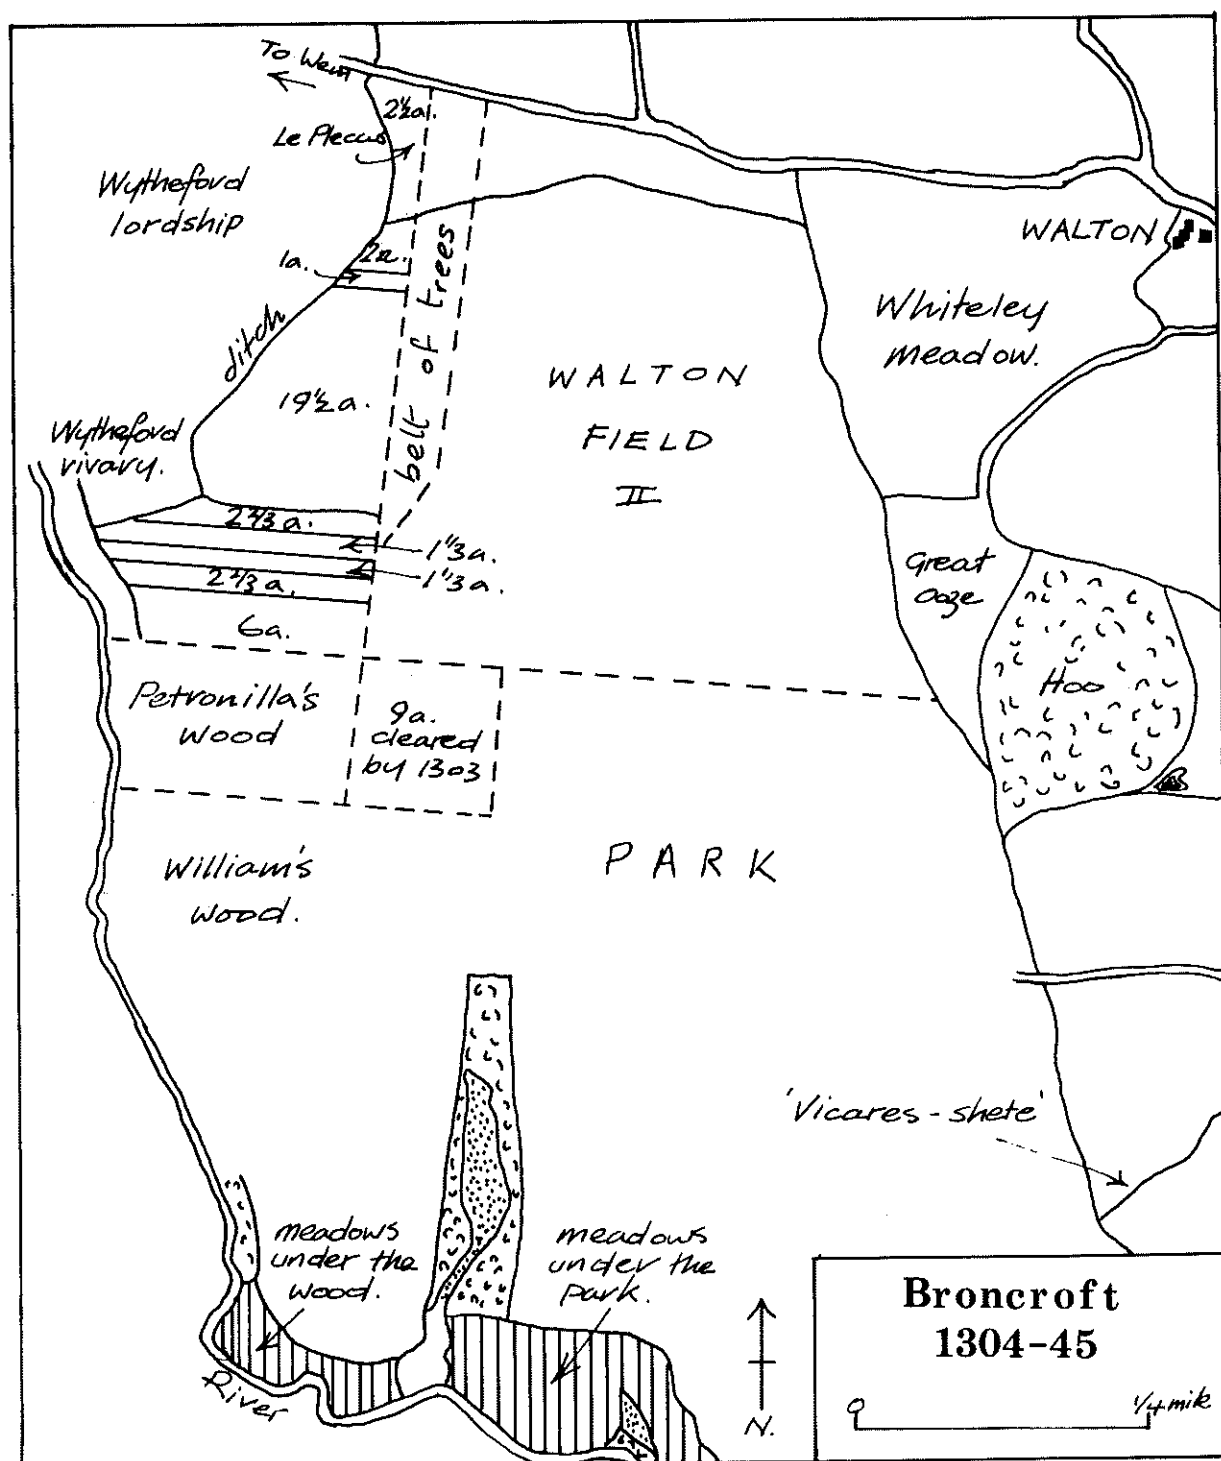 To Wem
2½a.
Le Pleccus
Wytheford
lordship
WALTON
belt of trees
2a.
1a.
ditch
Whiteley
meadow.
WALTON
FIELD
II
19½a.
Wytheford
vivary.
2⅔a.
1⅓a.
1⅓a.
2⅔a.
6a.
Great
Ooze
Hoo
Petronilla's
wood
9a.
cleared
by 1303
William's
wood.
PARK
'Vicares-shete'
meadows
under the
wood.
meadows
under the
park.
River
N.
Broncroft
1304-45
0
¼ mile